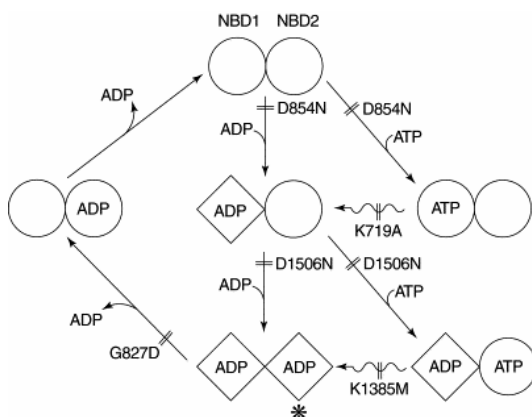 NBD1 NBD2
ADP
D854N
D854N
ADP
ATP
ADP
ADP
ATP
K719A
D1506N
D1506N
ADP
ATP
ADP
G827D
ADP
ADP
ADP
ATP
K1385M
*